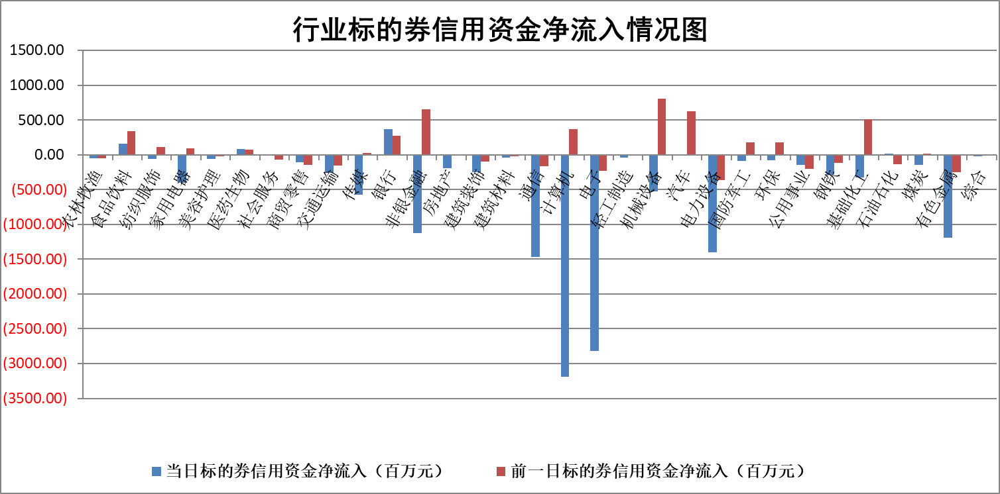 行业标的券信用资金净流入情况图
1500.00
1000.00
500.00
0.00
(500.00)
(1000.00)
(1500.00)
(2000.00)
(2500.00)
(3000.00)
(3500.00)
农林牧渔
食品饮料
纺织服饰
家用电器
美容护理
医药生物
社会服务
商贸零售
交通运输
传媒
银行
非银金融
房地产
建筑装饰
建筑材料
通信
计算机
电子
轻工制造
机械设备
汽车
电力设备
国防军工
环保
公用事业
钢铁
基础化工
石油石化
煤炭
有色金属
综合
当日标的券信用资金净流入（百万元）
前一日标的券信用资金净流入（百万元）